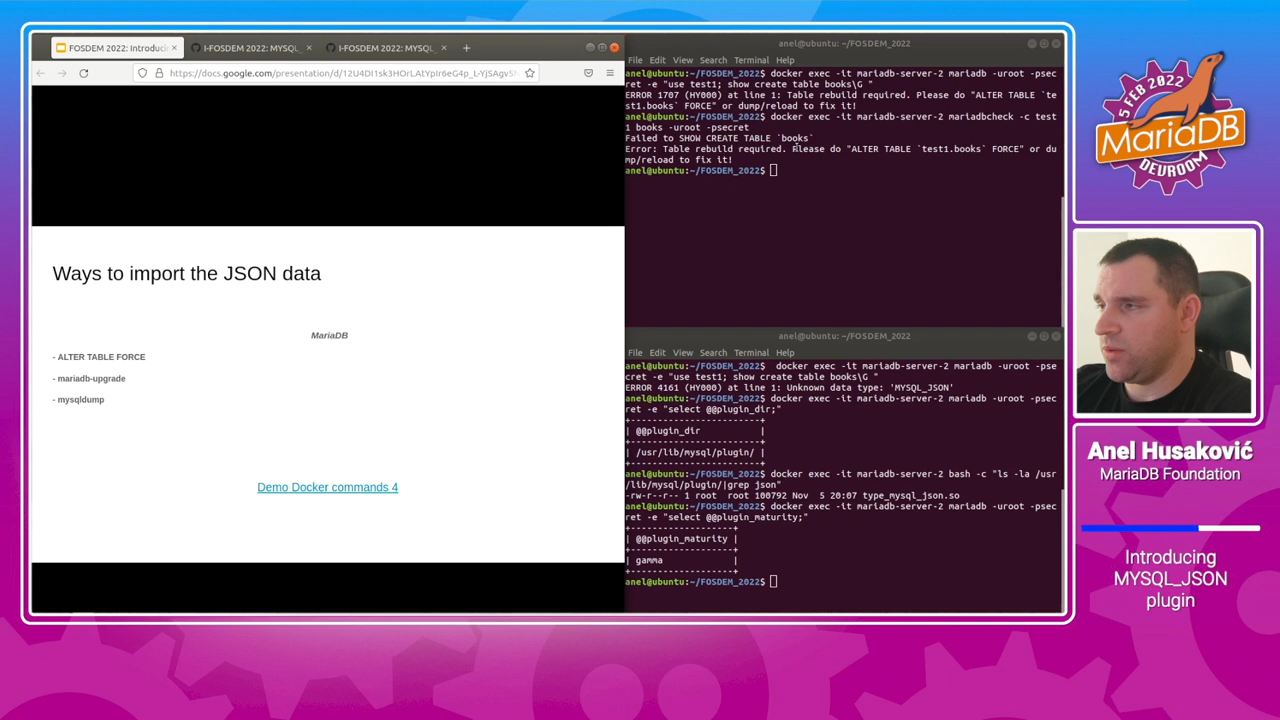 FOSDEM 2022: Introduci
I-FOSDEM 2022: MYSQL_
I-FOSDEM 2022: MYSQL_
anel@ubuntu: ~/FOSDEM_2022
File Edit View Search Terminal Help
anel@ubuntu:~/FOSDEM_2022$ docker exec -it mariadb-server-2 mariadb -uroot -psec
ret -e "use test1; show create table books\G "
ERROR 1707 (HY000) at line 1: Table rebuild required. Please do "ALTER TABLE `te
st1.books` FORCE" or dump/reload to fix it!
anel@ubuntu:~/FOSDEM_2022$ docker exec -it mariadb-server-2 mariadbcheck -c test
1 books -uroot -psecret
Failed to SHOW CREATE TABLE `books`
Error: Table rebuild required. Please do "ALTER TABLE `test1.books` FORCE" or du
mp/reload to fix it!
anel@ubuntu:~/FOSDEM_2022$
Ways to import the JSON data
MariaDB
- ALTER TABLE FORCE
- mariadb-upgrade
- mysqldump
Demo Docker commands 4
anel@ubuntu: ~/FOSDEM_2022
File Edit View Search Terminal Help
anel@ubuntu:~/FOSDEM_2022$  docker exec -it mariadb-server-2 mariadb -uroot -pse
cret -e "use test1; show create table books\G "
ERROR 4161 (HY000) at line 1: Unknown data type: 'MYSQL_JSON'
anel@ubuntu:~/FOSDEM_2022$ docker exec -it mariadb-server-2 mariadb -uroot -psec
ret -e "select @@plugin_dir;"
+------------------------+
| @@plugin_dir           |
+------------------------+
| /usr/lib/mysql/plugin/ |
+------------------------+
anel@ubuntu:~/FOSDEM_2022$ docker exec -it mariadb-server-2 bash -c "ls -la /usr
/lib/mysql/plugin/|grep json"
-rw-r--r-- 1 root  root 100792 Nov  5 20:07 type_mysql_json.so
anel@ubuntu:~/FOSDEM_2022$ docker exec -it mariadb-server-2 mariadb -uroot -psec
ret -e "select @@plugin_maturity;"
+-------------------+
| @@plugin_maturity |
+-------------------+
| gamma             |
+-------------------+
anel@ubuntu:~/FOSDEM_2022$
5 FEB 2022
MariaDB
DEVROOM
Anel Husaković
MariaDB Foundation
Introducing
MYSQL_JSON
plugin